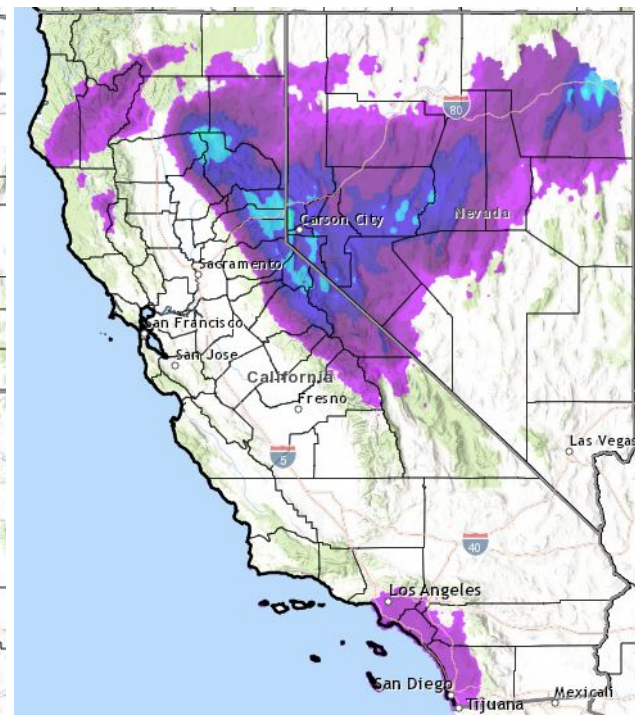 80
Nevada
Carson City
Sacramento
San Francisco
San Jose
California
Fresno
5
Las Vegas
40
Los Angeles
San Diego
Mexicali
Tijuana